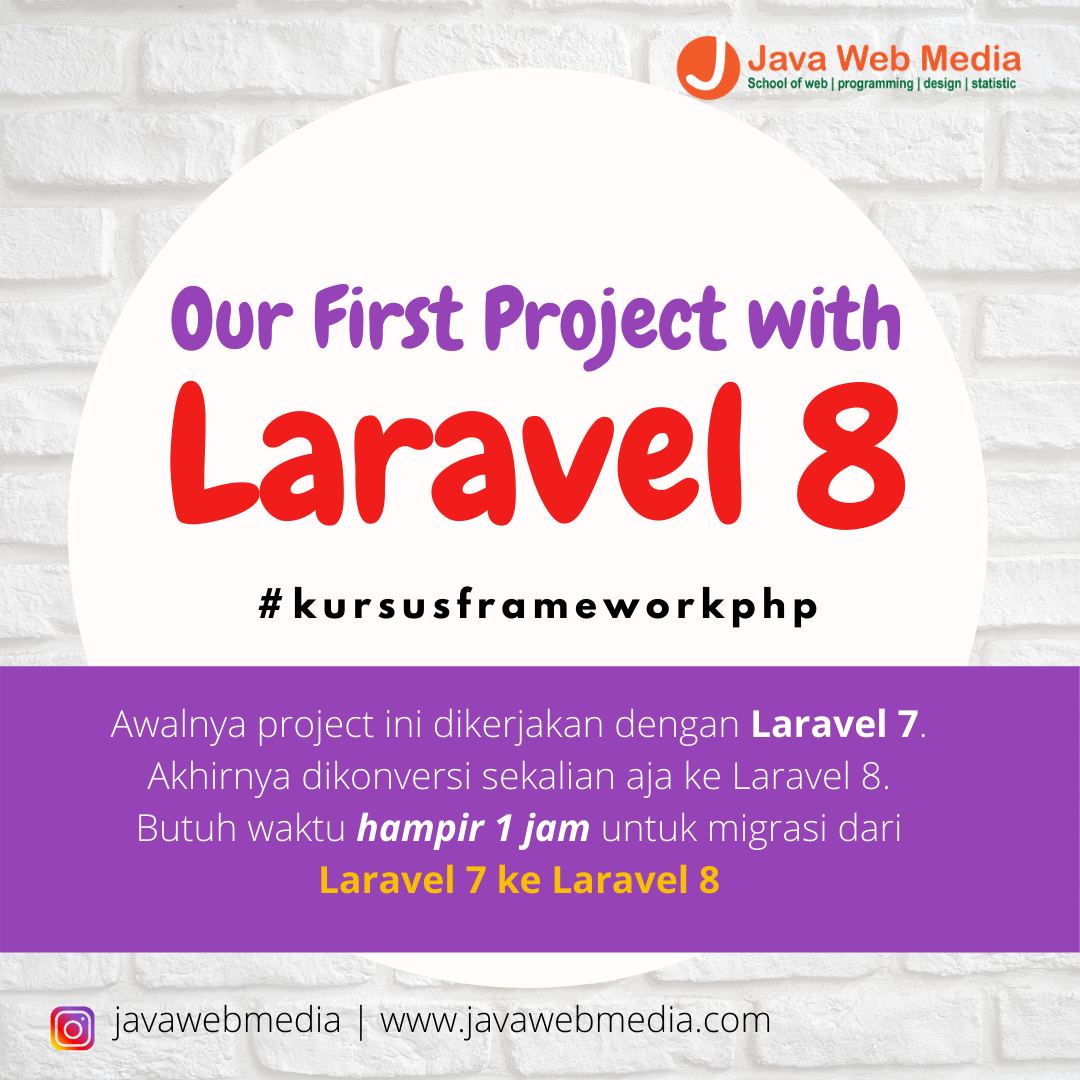 Java Web Media
School of web | programming | design | statistic
Our First Project with
Laravel 8
#kursusframeworkphp
Awalnya project ini dikerjakan dengan Laravel 7.
Akhirnya dikonversi sekalian aja ke Laravel 8.
Butuh waktu hampir 1 jam untuk migrasi dari
Laravel 7 ke Laravel 8
javawebmedia | www.javawebmedia.com